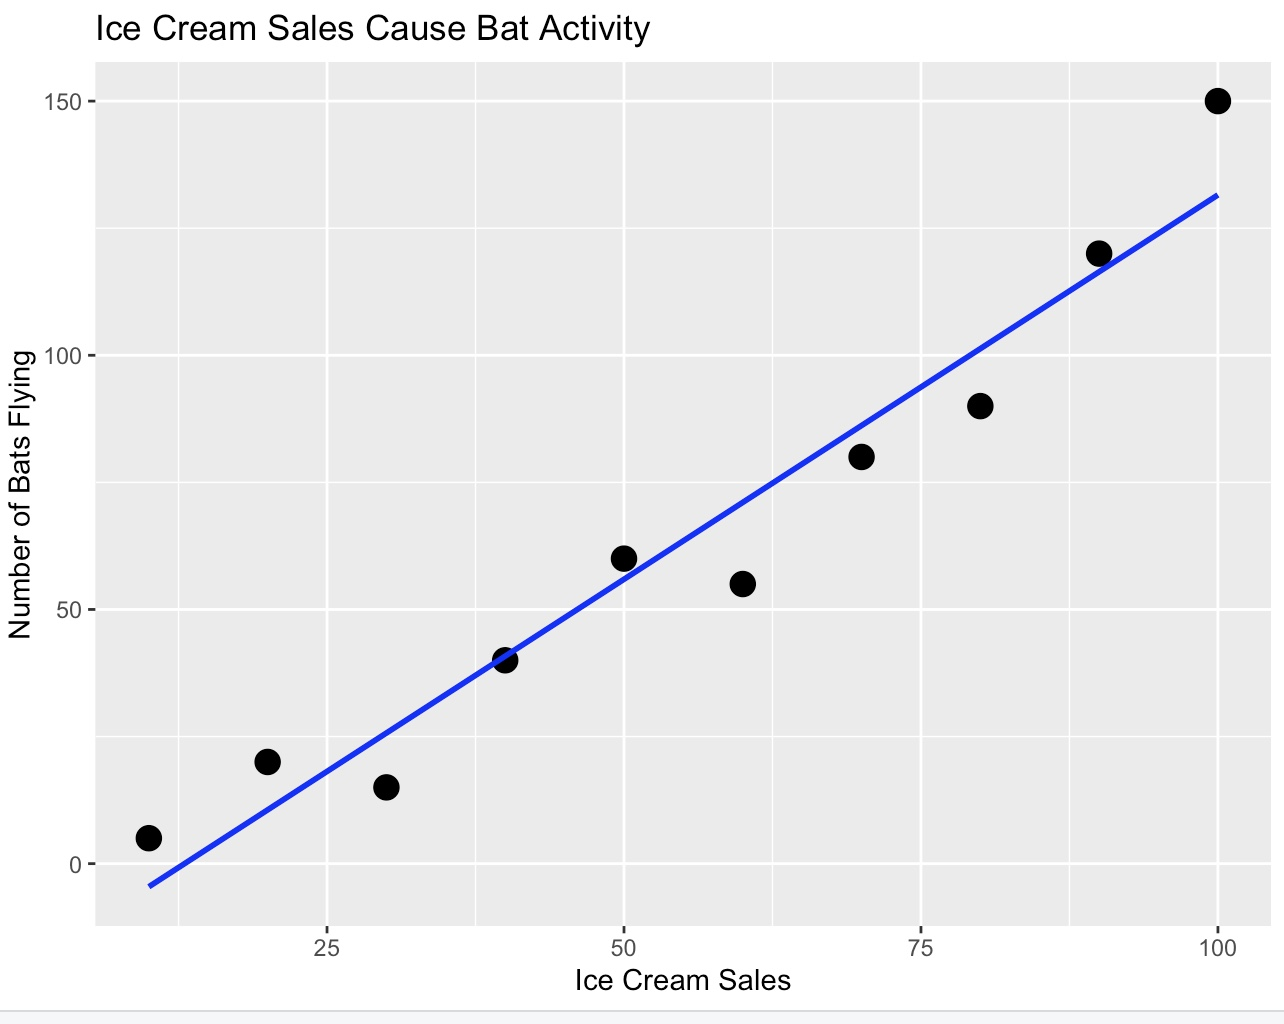 Ice Cream Sales Cause Bat Activity
150
100
50
0
Number of Bats Flying
25 50 75 100
Ice Cream Sales